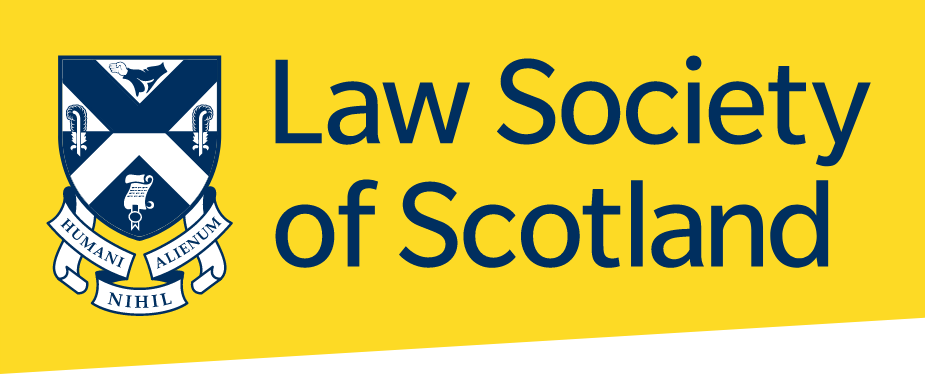 Law Society
of Scotland
HUMANI
NIHIL
ALIENUM